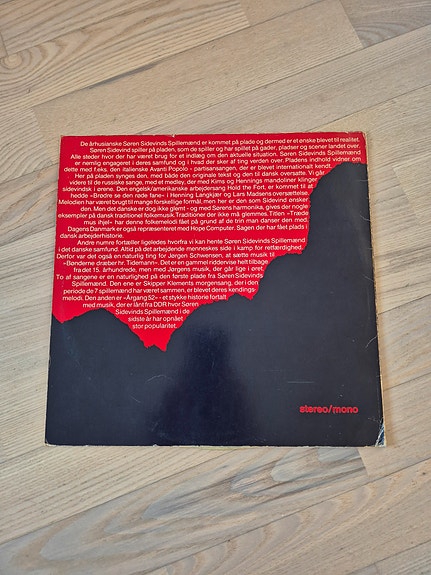 De århusianske Søren Sidevinds Spillemænd er kommet på plade og dermed er et ønske blevet til realitet.
Søren Sidevind spiller på pladen, som de spiller og har spillet på gader, pladser og scener landet over.
Alle steder hvor der har været brug for et indlæg om den aktuelle situation. Søren Sidevinds Spillemænd
er nemlig engageret i deres samfund og i hvad der sker af ting verden over. Pladens indhold vidner om
dette med f.eks. den italienske Avanti Popolo - partisansangen, der er blevet internationalt kendt.
Her på pladen synges den, med både den originale tekst og den til dansk oversatte. Vi går
videre til de russiske sange, med et medley, der med Kims og Hennings mandoliner klinger
sidevindsk i ørene. Den engelsk/amerikanske arbejdersang Hold the Fort, er kommet til at
hedde »Brødre se den røde fane« i Henning Langkjær og Lars Madsens oversættelse.
Melodien har været brugt til mange forskellige formål, men her er den som Sidevind ønsker
den. Men det danske er dog ikke glemt - og med Sørens harmonika, gives der nogle
eksempler på dansk traditionel folkemusik. Traditioner der ikke må glemmes. Titlen »Træde
mus ihjel« har denne folkemelodi fået på grund af de trin man danser den med.
Dagens Danmark er også repræsenteret med Hope Computer. Sagen der har fået plads i
dansk arbejderhistorie.
Andre numre fortæller ligeledes hvorfra vi kan hente Søren Sidevinds Spillemænd
i det danske samfund. Altid på det arbejdende menneskes side i kamp for retfærdighed.
Derfor var det også en naturlig ting for Jørgen Schwensen, at sætte musik til
»Bønderne dræber hr. Tidemann«. Det er en gammel riddervise helt tilbage
fra det 15. århundrede, men med Jørgens musik, der går lige i øret.
To af sangene er en naturlighed på den første plade fra Søren Sidevinds
Spillemænd. Den ene er Skipper Klements morgensang, der i den
periode de 7 spillemænd har været sammen, er blevet deres kendings-
melodi. Den anden er »Årgang 52« - et stykke historie fortalt
med musik, der er lånt fra DDR hvor Søren
Sidevinds Spillemænd i de
sidste år har opnået
stor popularitet.
stereo/mono